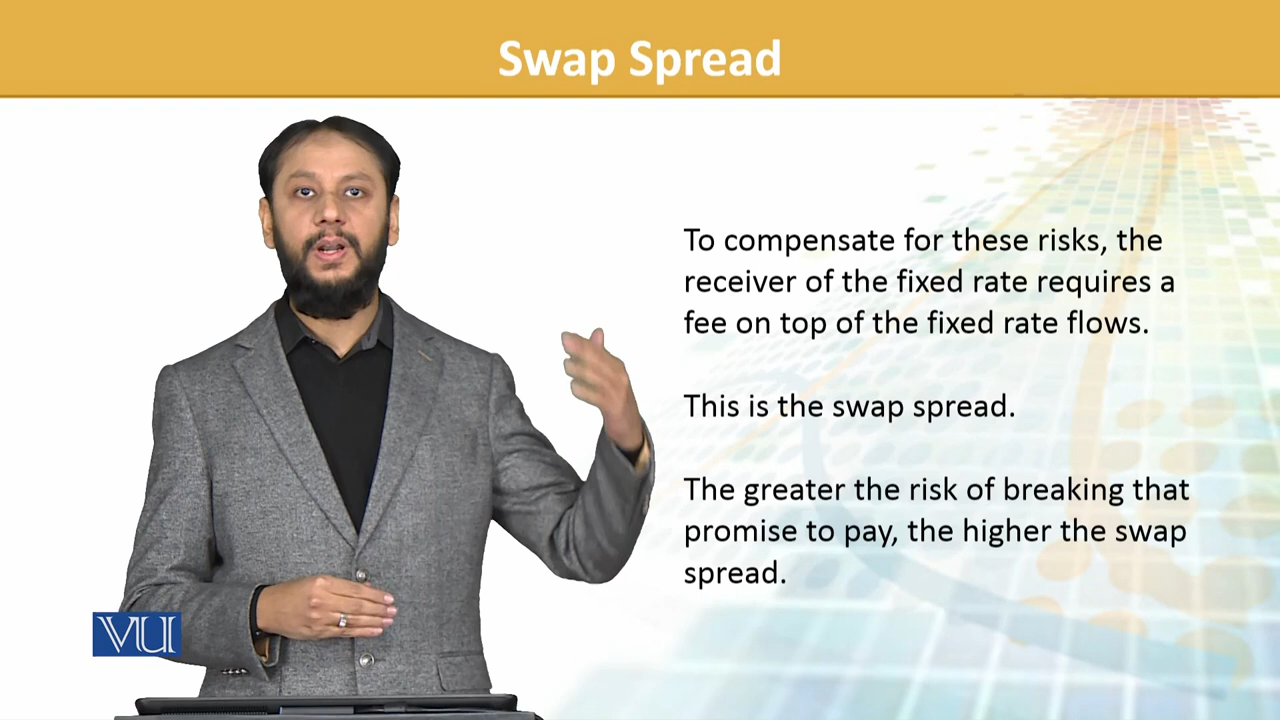 Swap Spread
To compensate for these risks, the
receiver of the fixed rate requires a
fee on top of the fixed rate flows.
This is the swap spread.
The greater the risk of breaking that
promise to pay, the higher the swap
spread.
VU